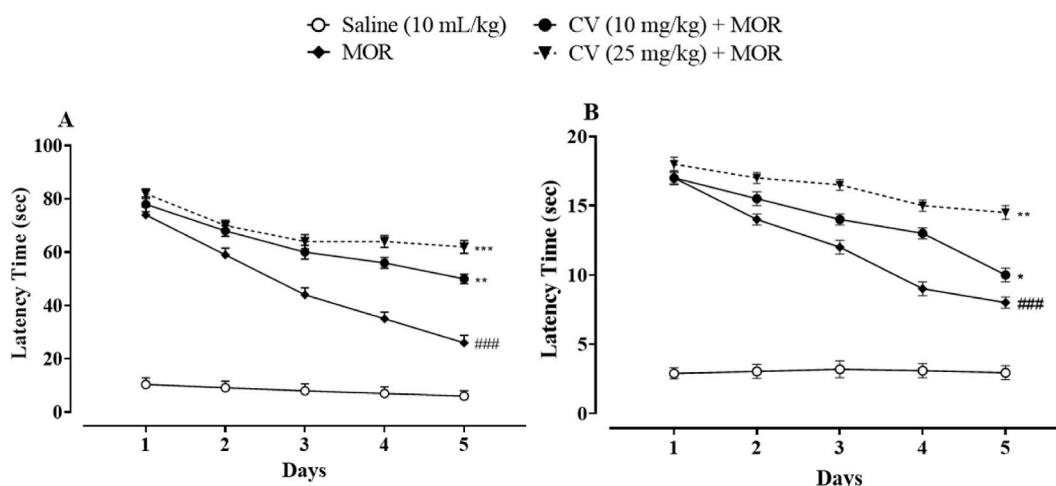 Saline (10 mL/kg) CV (10 mg/kg) + MOR
MOR CV (25 mg/kg) + MOR
A
100
80
60
40
20
0
Latency Time (sec)
***
**
###
1 2 3 4 5
Days
B
20
15
10
5
0
Latency Time (sec)
**
*
###
1 2 3 4 5
Days